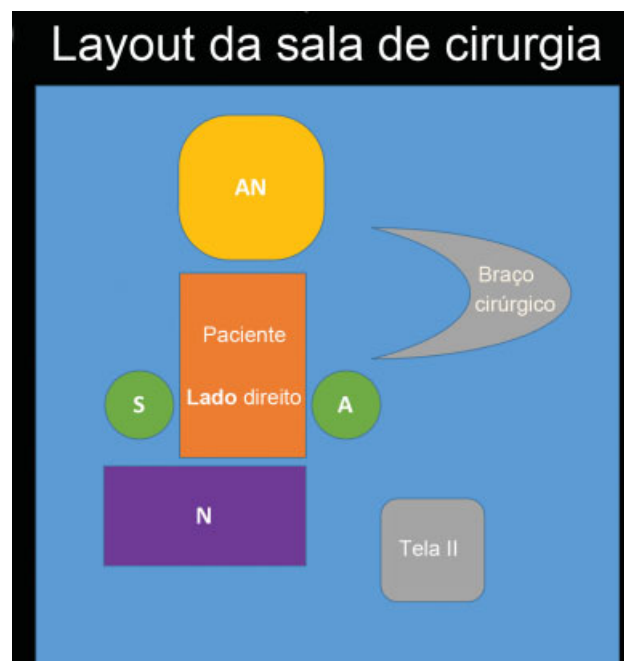 Layout da sala de cirurgia
AN
Braço
cirúrgico
Paciente
Lado direito
S
A
N
Tela II